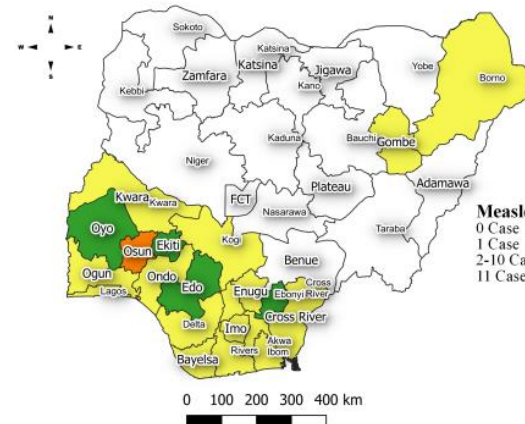 N
W E
S
Sokoto
Katsina
Zamfara
Katsina
Jigawa
Yobe
Borno
Kebbi
Kano
Kaduna
Bauchi
Gombe
Niger
Adamawa
Plateau
Kwara
Kwara
FCT
Nasarawa
Taraba
Oyo
Kogi
Osun
Ekiti
Benue
Ogun
Ondo
Edo
Enugu
Ebonyi
Cross
River
Lagos
Cross River
Delta
Imo
Bayelsa
Rivers
Akwa
Ibom
Measl
0 Case
1 Case
2-10 Ca
11 Case
0 100 200 300 400 km